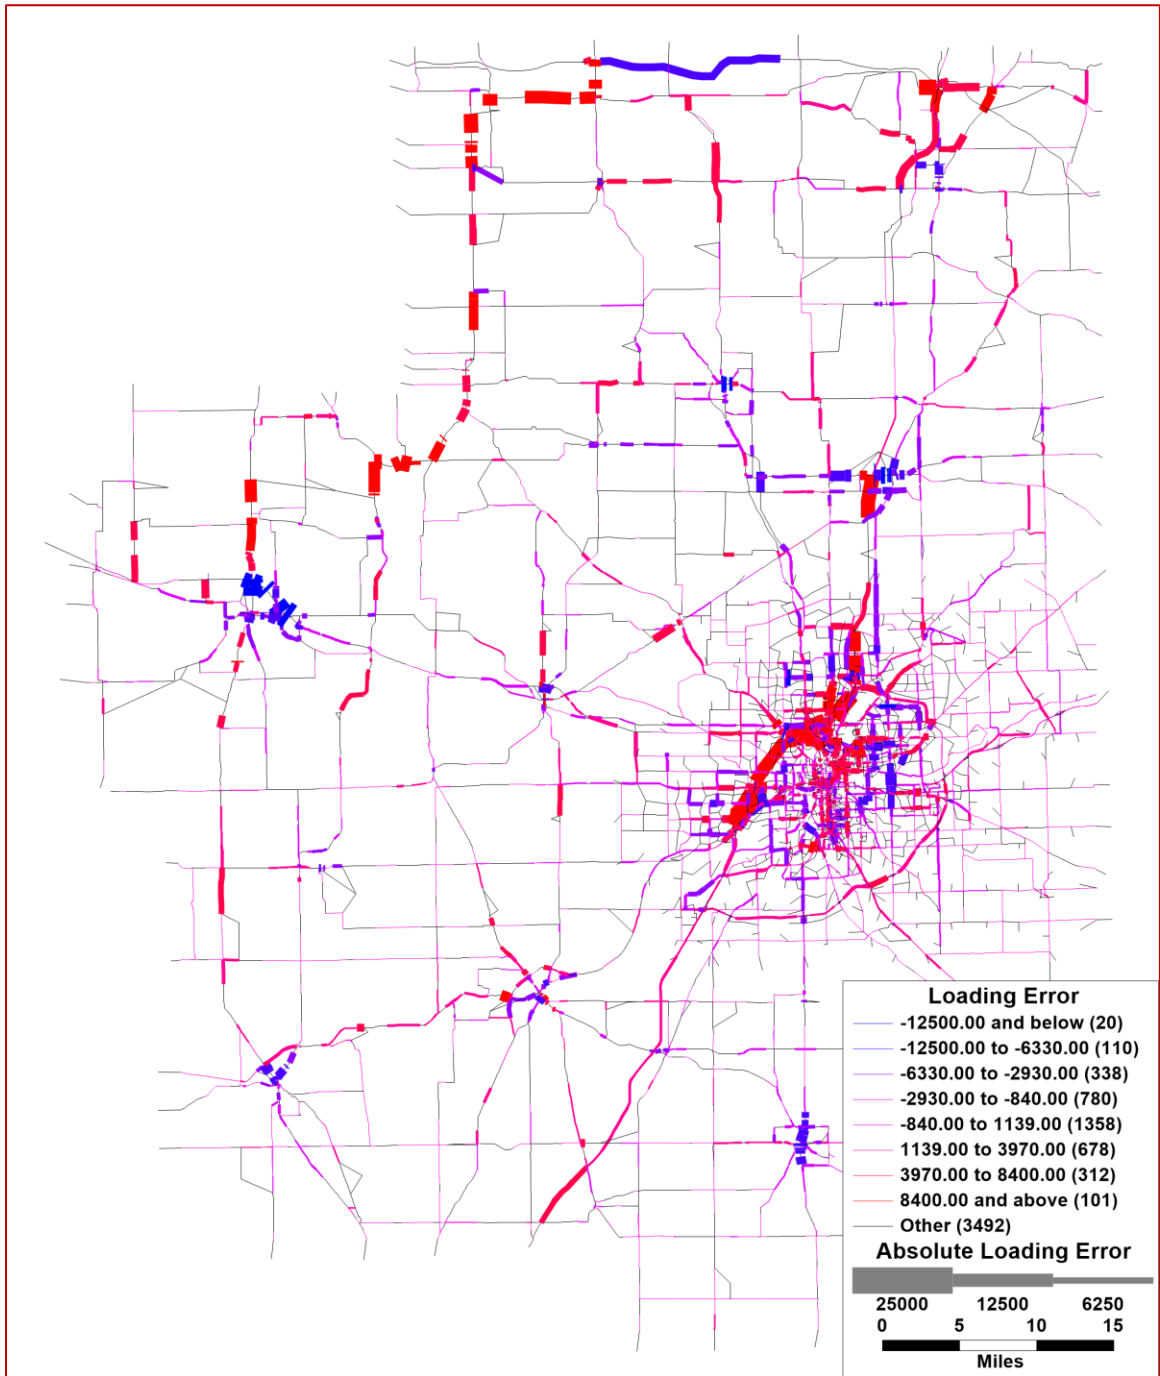 Loading Error
-12500.00 and below (20)
-12500.00 to -6330.00 (110)
-6330.00 to -2930.00 (338)
-2930.00 to -840.00 (780)
-840.00 to 1139.00 (1358)
1139.00 to 3970.00 (678)
3970.00 to 8400.00 (312)
8400.00 and above (101)
Other (3492)
Absolute Loading Error
25000 12500 6250
0 5 10 15
Miles